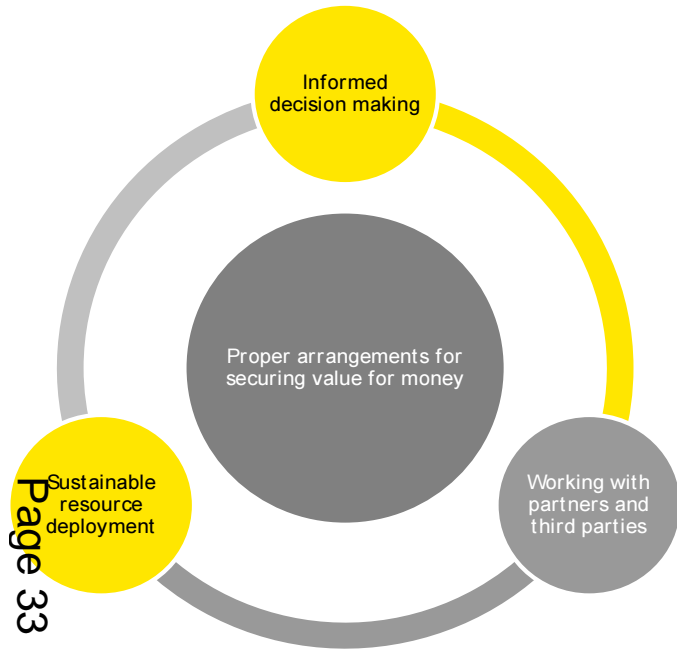 Informed
decision making
Proper arrangements for
securing value for money
Sustainable
resource
deployment
Working with
partners and
third parties
Page 33